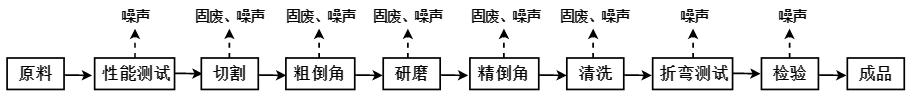 噪声 固废、噪声 固废、噪声 固废、噪声 固废、噪声 固废、噪声 噪声 噪声
原料 性能测试 切割 粗倒角 研磨 精倒角 清洗 折弯测试 检验 成品